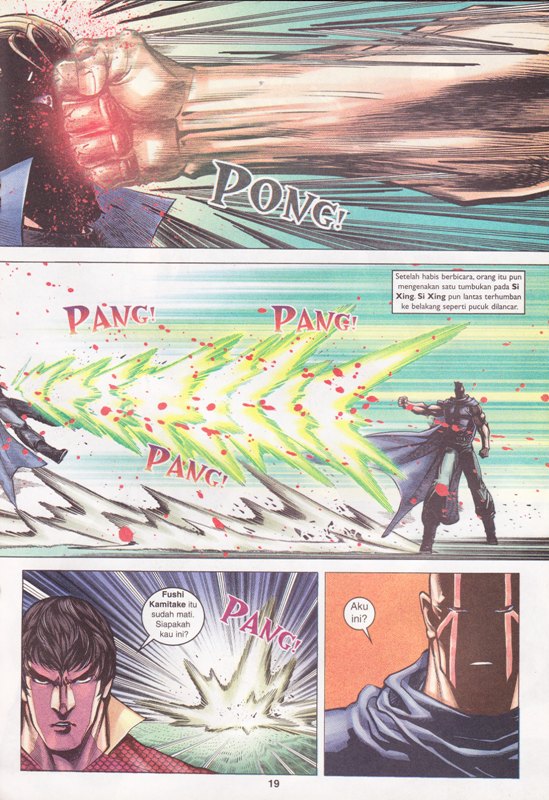 PONG!
Setelah habis berbicara, orang itu pun
mengenakan satu tumbukan pada Si
Xing. Si Xing pun lantas terhumban
ke belakang seperti pucuk dilancar.
PANG!
PANG!
PANG!
Fushi
Kamitake itu
sudah mati.
Siapakah
kau ini?
PANG!
Aku
ini?
19